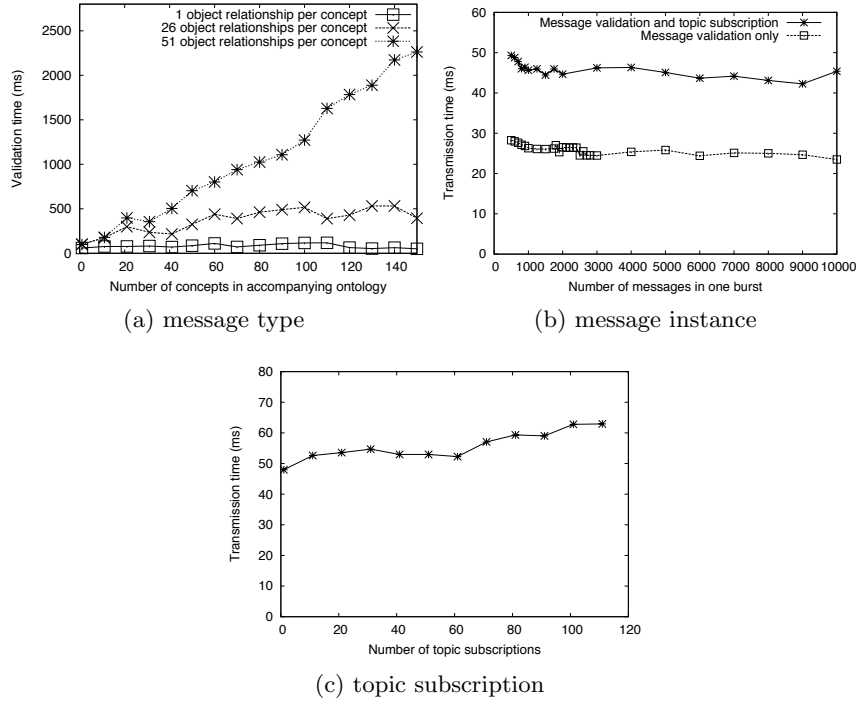 1 object relationship per concept
26 object relationships per concept
51 object relationships per concept
Validation time (ms)
2500
2000
1500
1000
500
0
0 20 40 60 80 100 120 140
Number of concepts in accompanying ontology
(a) message type
Message validation and topic subscription
Message validation only
Transmission time (ms)
60
50
40
30
20
10
0
1000 2000 3000 4000 5000 6000 7000 8000 9000 10000
Number of messages in one burst
(b) message instance
Transmission time (ms)
80
70
60
50
40
30
20
10
0
0 20 40 60 80 100 120
Number of topic subscriptions
(c) topic subscription